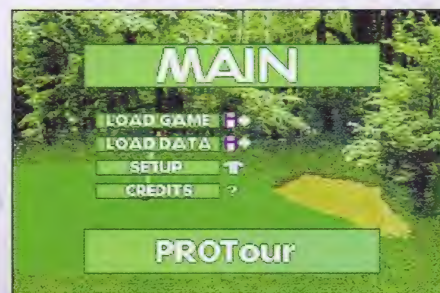 MAIN
LOAD GAME
LOAD DATA
SETUP
CREDITS ?
PROTour